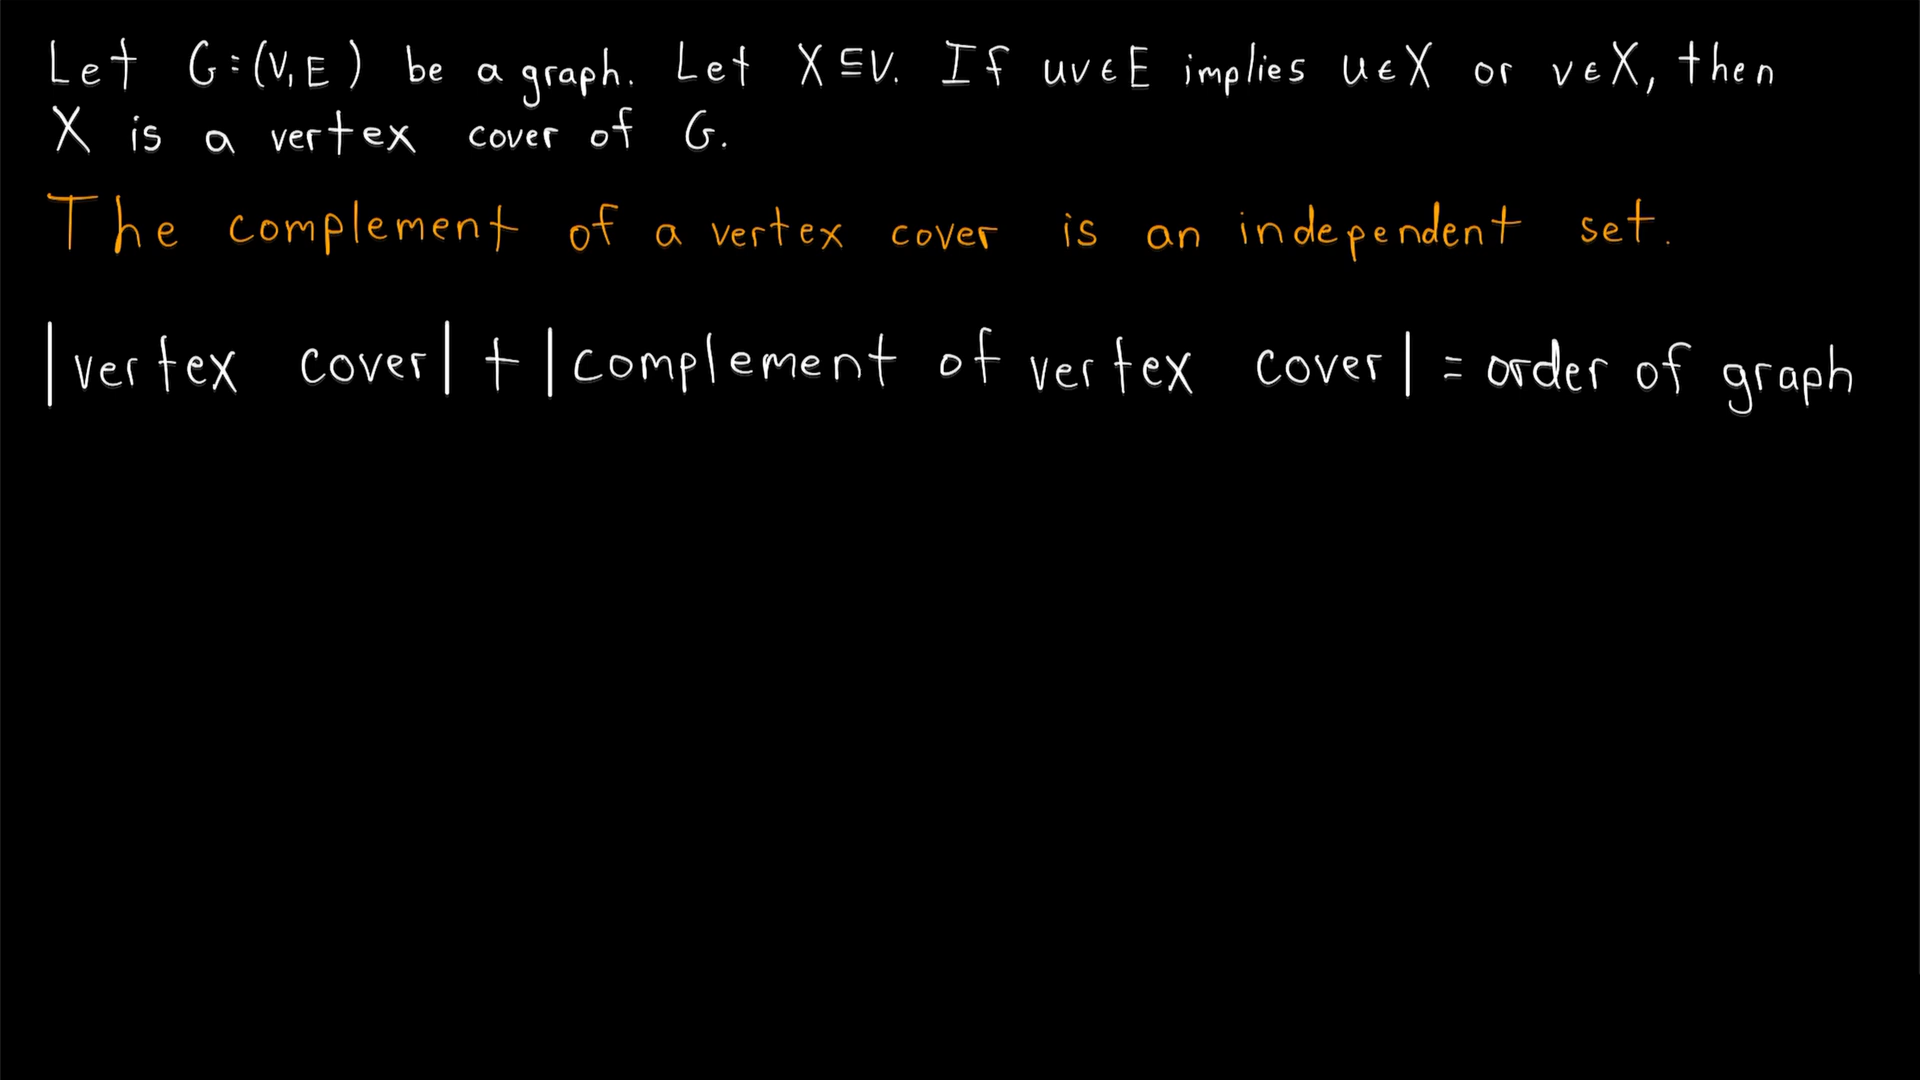 Let G=(V,E) be a graph. Let X⊆V. If uv∈E implies u∈X or v∈X, then
X is a vertex cover of G.
The complement of a vertex cover is an independent set.
|vertex cover| + |complement of vertex cover| = order of graph